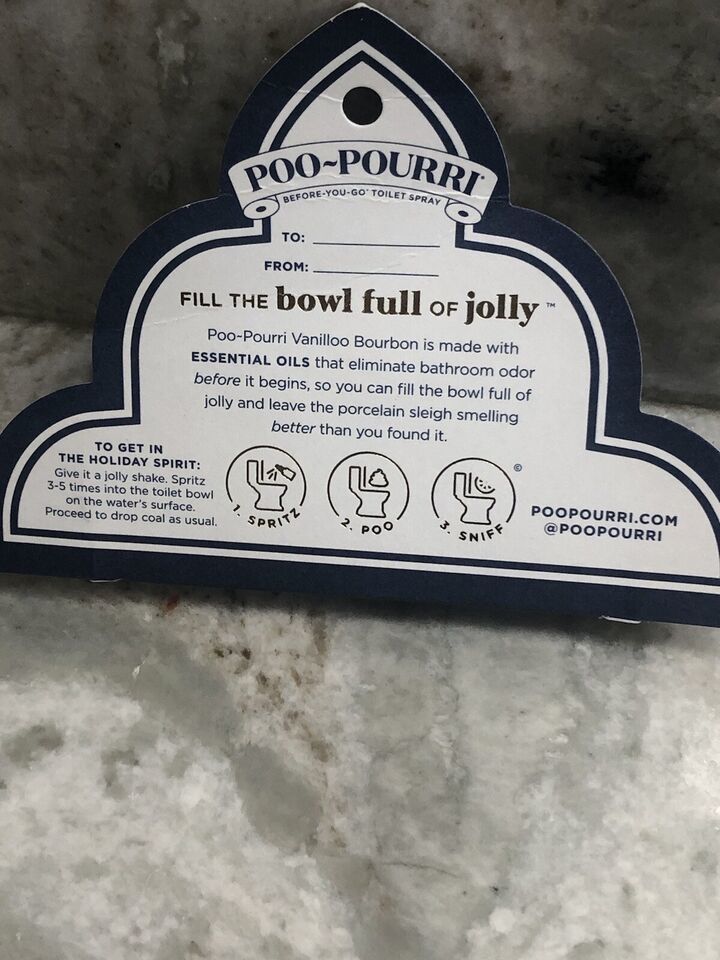 POO~POURRI
BEFORE-YOU-GO® TOILET SPRAY
TO:
FROM:
FILL THE bowl full OF jolly ™
Poo~Pourri Vanilloo Bourbon is made with
ESSENTIAL OILS that eliminate bathroom odor
before it begins, so you can fill the bowl full of
jolly and leave the porcelain sleigh smelling
better than you found it.
TO GET IN
THE HOLIDAY SPIRIT:
Give it a jolly shake. Spritz
3-5 times into the toilet bowl
on the water's surface.
Proceed to drop coal as usual.
1. SPRITZ
2. POO
3. SNIFF
©
POOPOURRI.COM
@POOPOURRI